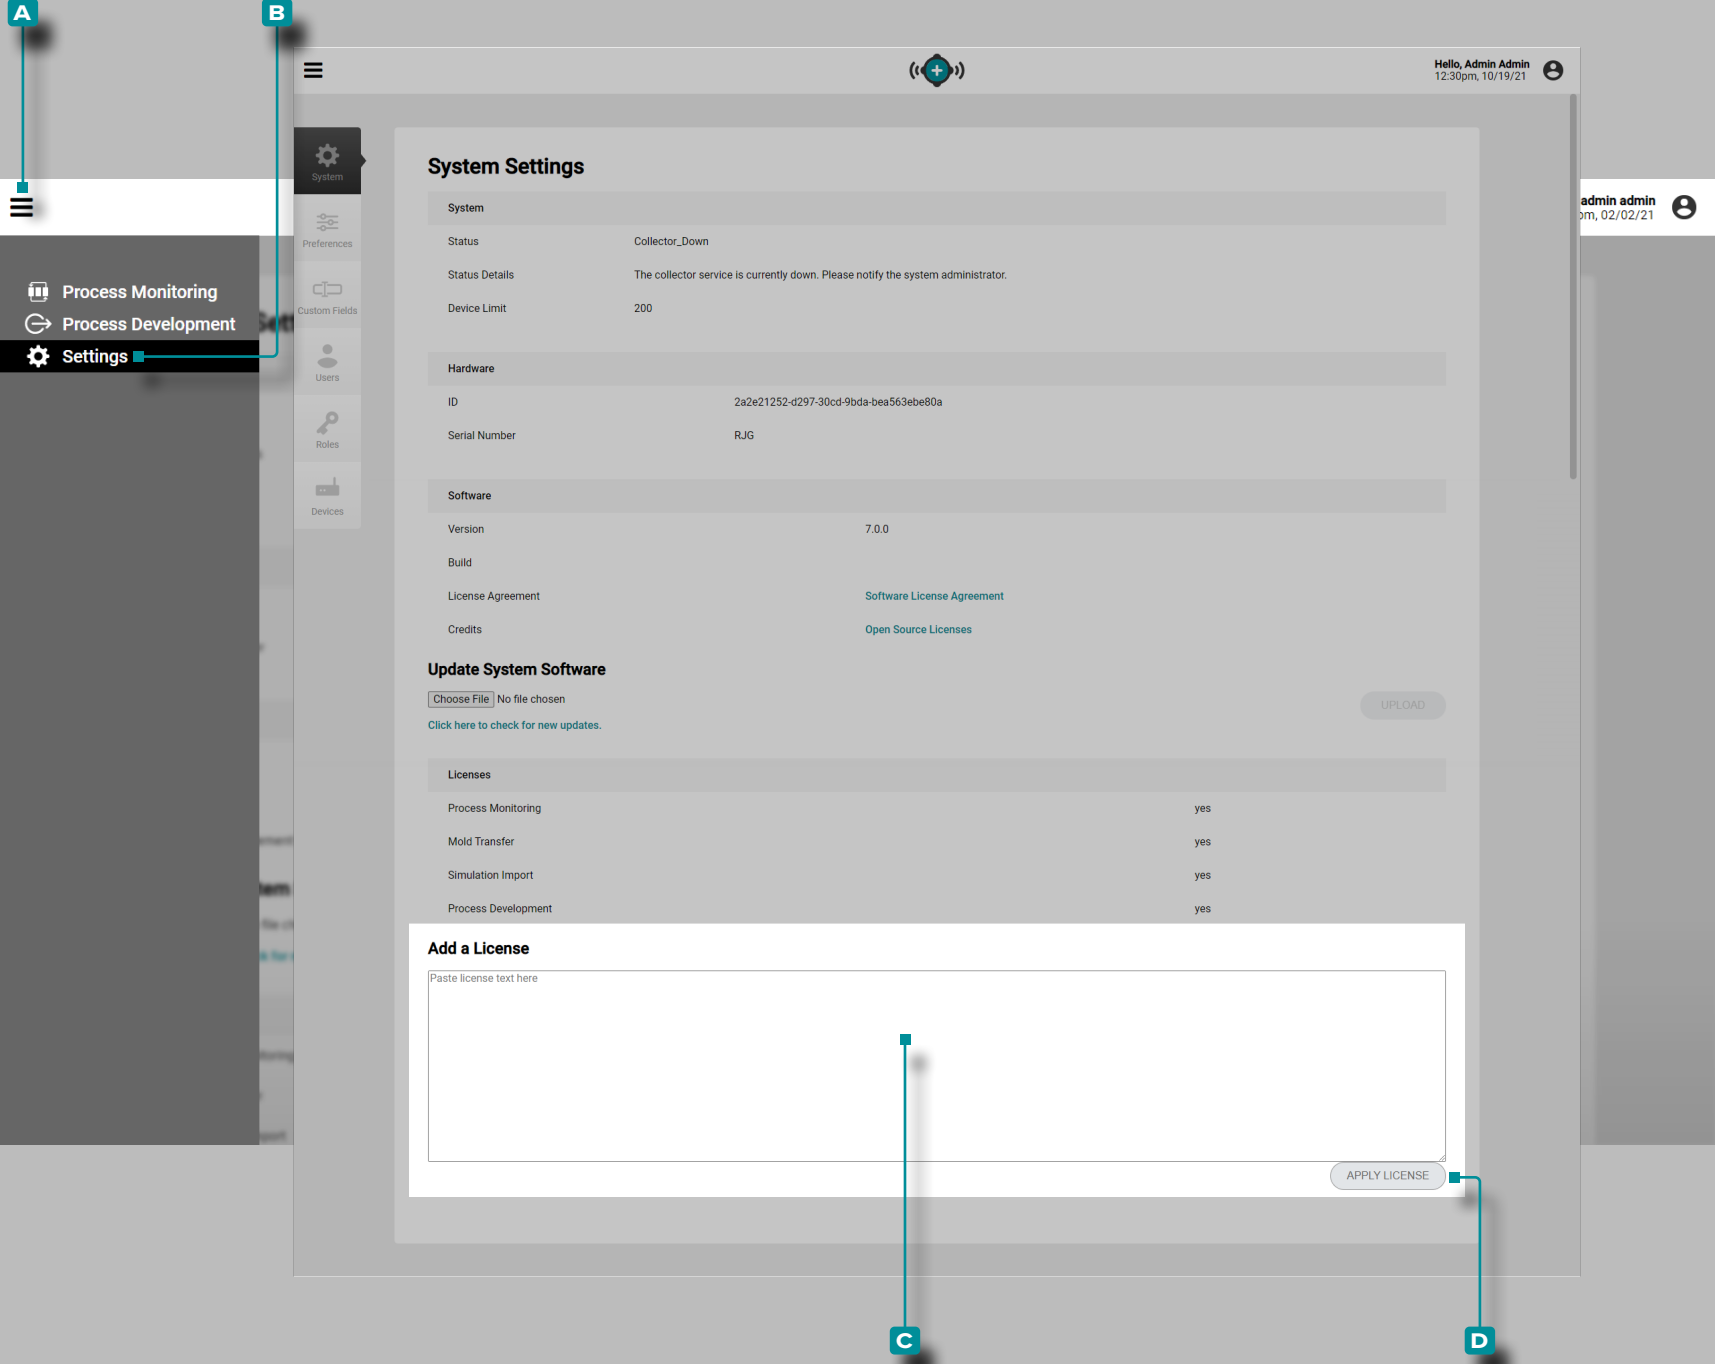 A
B
Hello, Admin Admin
12:30pm, 10/19/21
admin admin
pm, 02/02/21
Process Monitoring
Process Development
Settings
System
Preferences
Custom Fields
Users
Roles
Devices
System Settings
System
Status Collector_Down
Status Details The collector service is currently down. Please notify the system administrator.
Device Limit 200
Hardware
ID 2a2e21252-d297-30cd-9bda-bea563ebe80a
Serial Number RJG
Software
Version 7.0.0
Build
License Agreement Software License Agreement
Credits Open Source Licenses
Update System Software
Choose File No file chosen
UPLOAD
Click here to check for new updates.
Licenses
Process Monitoring yes
Mold Transfer yes
Simulation Import yes
Process Development yes
Add a License
Paste license text here
APPLY LICENSE
C
D